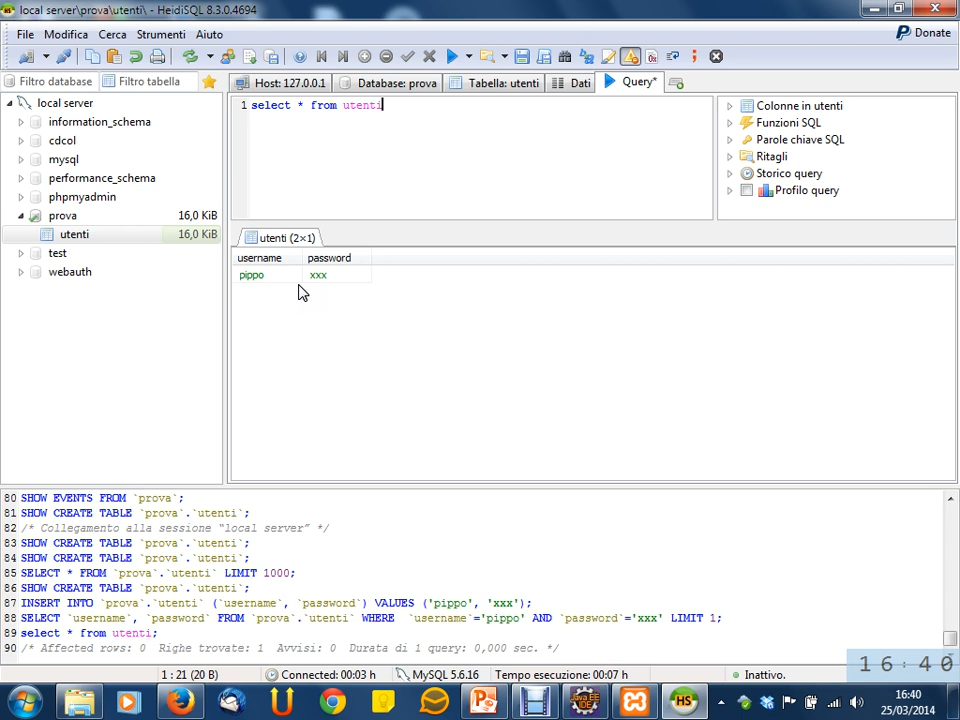 local server\prova\utenti\ - HeidiSQL 8.3.0.4694
File Modifica Cerca Strumenti Aiuto
Donate
Filtro database Filtro tabella
Host: 127.0.0.1 Database: prova Tabella: utenti Dati Query*
1 select * from utenti
local server
information_schema
cdcol
mysql
performance_schema
phpmyadmin
prova 16,0 KiB
utenti 16,0 KiB
test
webauth
Colonne in utenti
Funzioni SQL
Parole chiave SQL
Ritagli
Storico query
Profilo query
utenti (2×1)
username password
pippo xxx
80 SHOW EVENTS FROM `prova`;
81 SHOW CREATE TABLE `prova`.`utenti`;
82 /* Collegamento alla sessione "local server" */
83 SHOW CREATE TABLE `prova`.`utenti`;
84 SHOW CREATE TABLE `prova`.`utenti`;
85 SELECT * FROM `prova`.`utenti` LIMIT 1000;
86 SHOW CREATE TABLE `prova`.`utenti`;
87 INSERT INTO `prova`.`utenti` (`username`, `password`) VALUES ('pippo', 'xxx');
88 SELECT `username`, `password` FROM `prova`.`utenti` WHERE  `username`='pippo' AND `password`='xxx' LIMIT 1;
89 select * from utenti;
90 /* Affected rows: 0  Righe trovate: 1  Avvisi: 0  Durata di 1 query: 0,000 sec. */
1 : 21 (20 B) Connected: 00:03 h MySQL 5.6.16 Tempo esecuzione: 00:07 h Inattivo.
16:40
16:40
25/03/2014